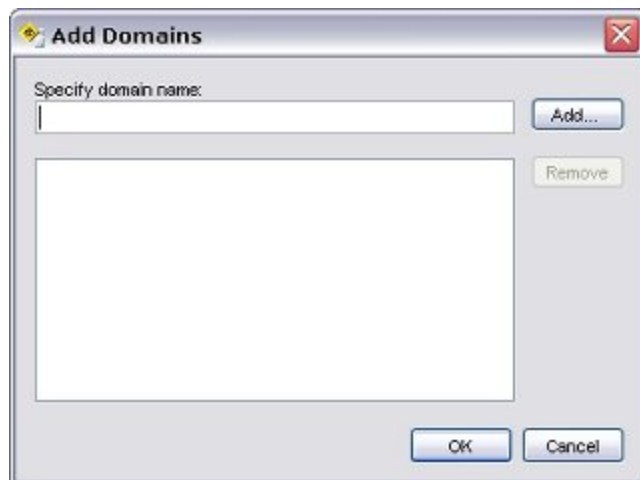 Add Domains
Specify domain name:
Add...
Remove
OK
Cancel